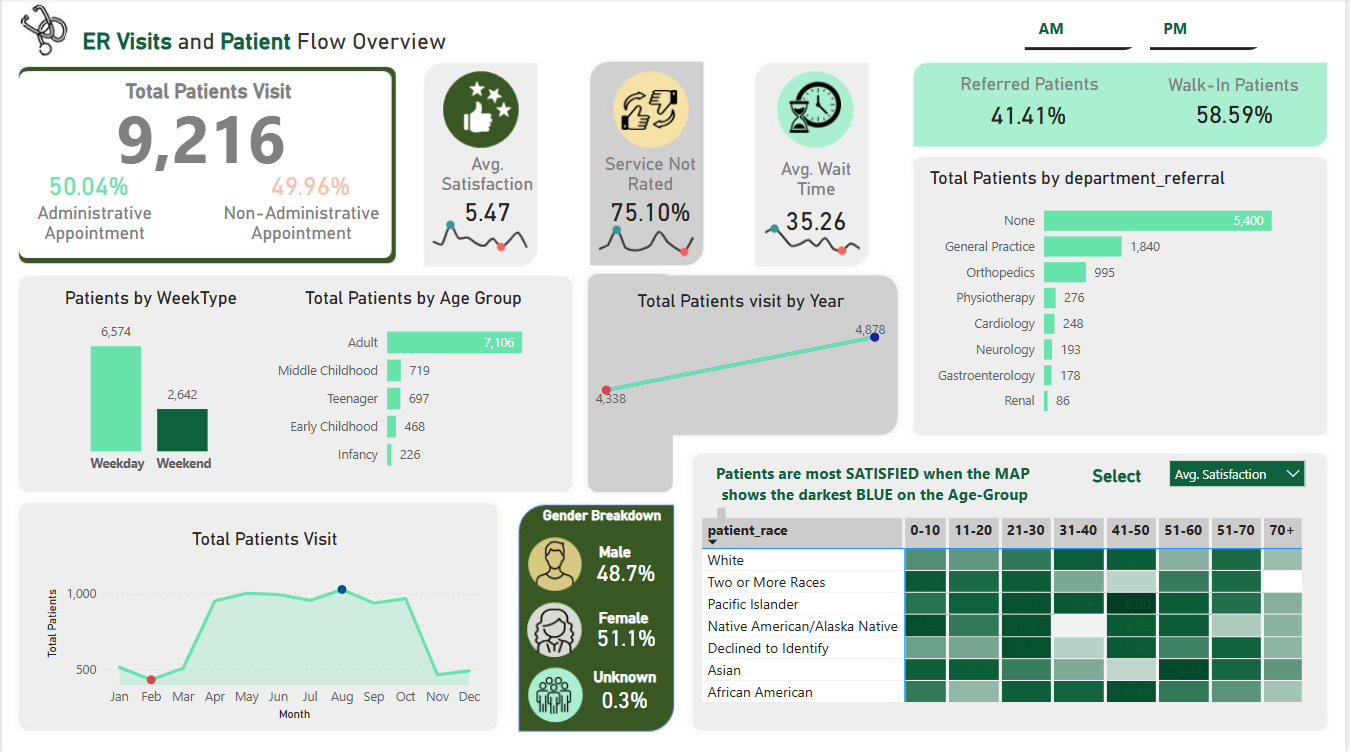 ER Visits and Patient Flow Overview
AM
PM
Total Patients Visit
9,216
50.04%
Administrative
Appointment
49.96%
Non-Administrative
Appointment
Avg.
Satisfaction
5.47
Service Not
Rated
75.10%
Avg. Wait
Time
35.26
Referred Patients
41.41%
Walk-In Patients
58.59%
Total Patients by department_referral
None 5,400
General Practice 1,840
Orthopedics 995
Physiotherapy 276
Cardiology 248
Neurology 193
Gastroenterology 178
Renal 86
Patients by WeekType
6,574
2,642
Weekday Weekend
Total Patients by Age Group
Adult 7,106
Middle Childhood 719
Teenager 697
Early Childhood 468
Infancy 226
Total Patients visit by Year
4,878
4,338
Total Patients Visit
Total Patients
1,000
500
Jan Feb Mar Apr May Jun Jul Aug Sep Oct Nov Dec
Month
Gender Breakdown
Male
48.7%
Female
51.1%
Unknown
0.3%
Patients are most SATISFIED when the MAP
shows the darkest BLUE on the Age-Group
Select
Avg. Satisfaction
patient_race 0-10 11-20 21-30 31-40 41-50 51-60 51-70 70+
White
Two or More Races
Pacific Islander
Native American/Alaska Native
Declined to Identify
Asian
African American